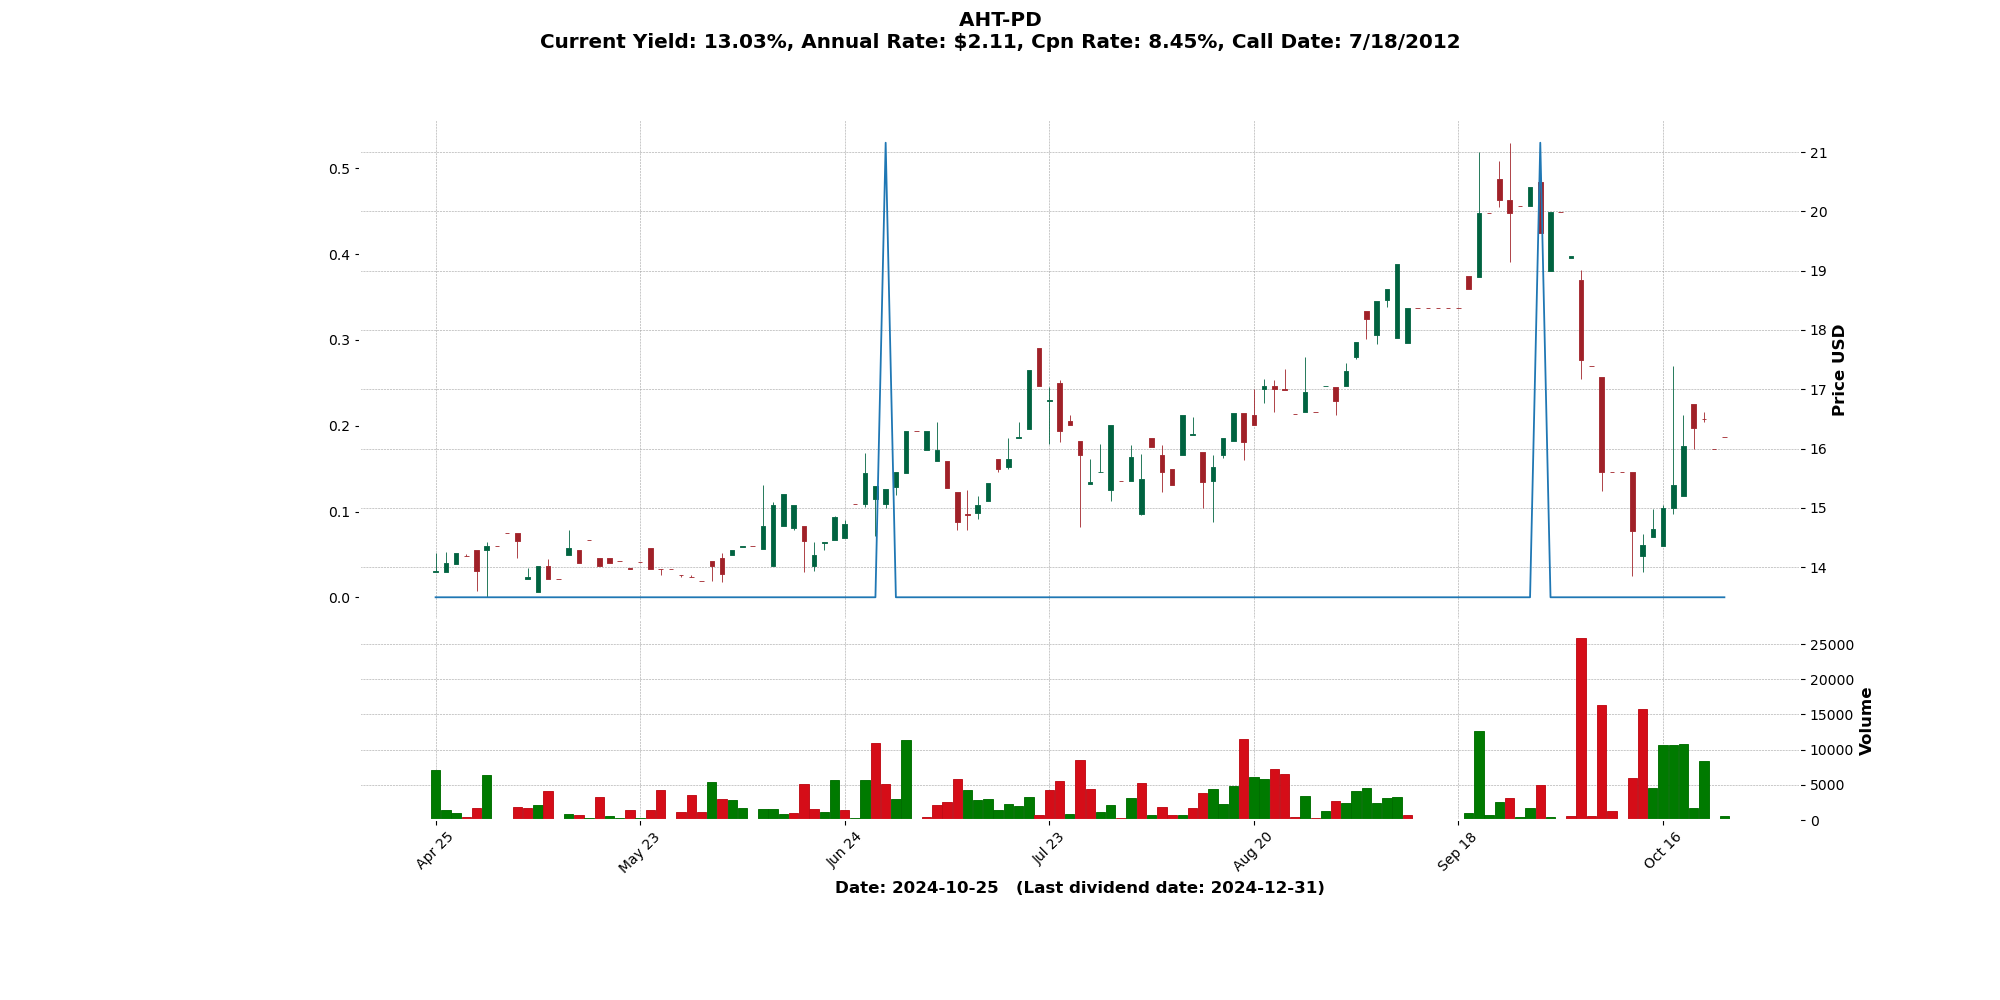 AHT-PD
Current Yield: 13.03%, Annual Rate: $2.11, Cpn Rate: 8.45%, Call Date: 7/18/2012
0.5
0.4
0.3
0.2
0.1
0.0
21
20
19
18
17
16
15
14
Price USD
25000
20000
15000
10000
5000
0
Volume
Apr 25
May 23
Jun 24
Jul 23
Aug 20
Sep 18
Oct 16
Date: 2024-10-25 (Last dividend date: 2024-12-31)